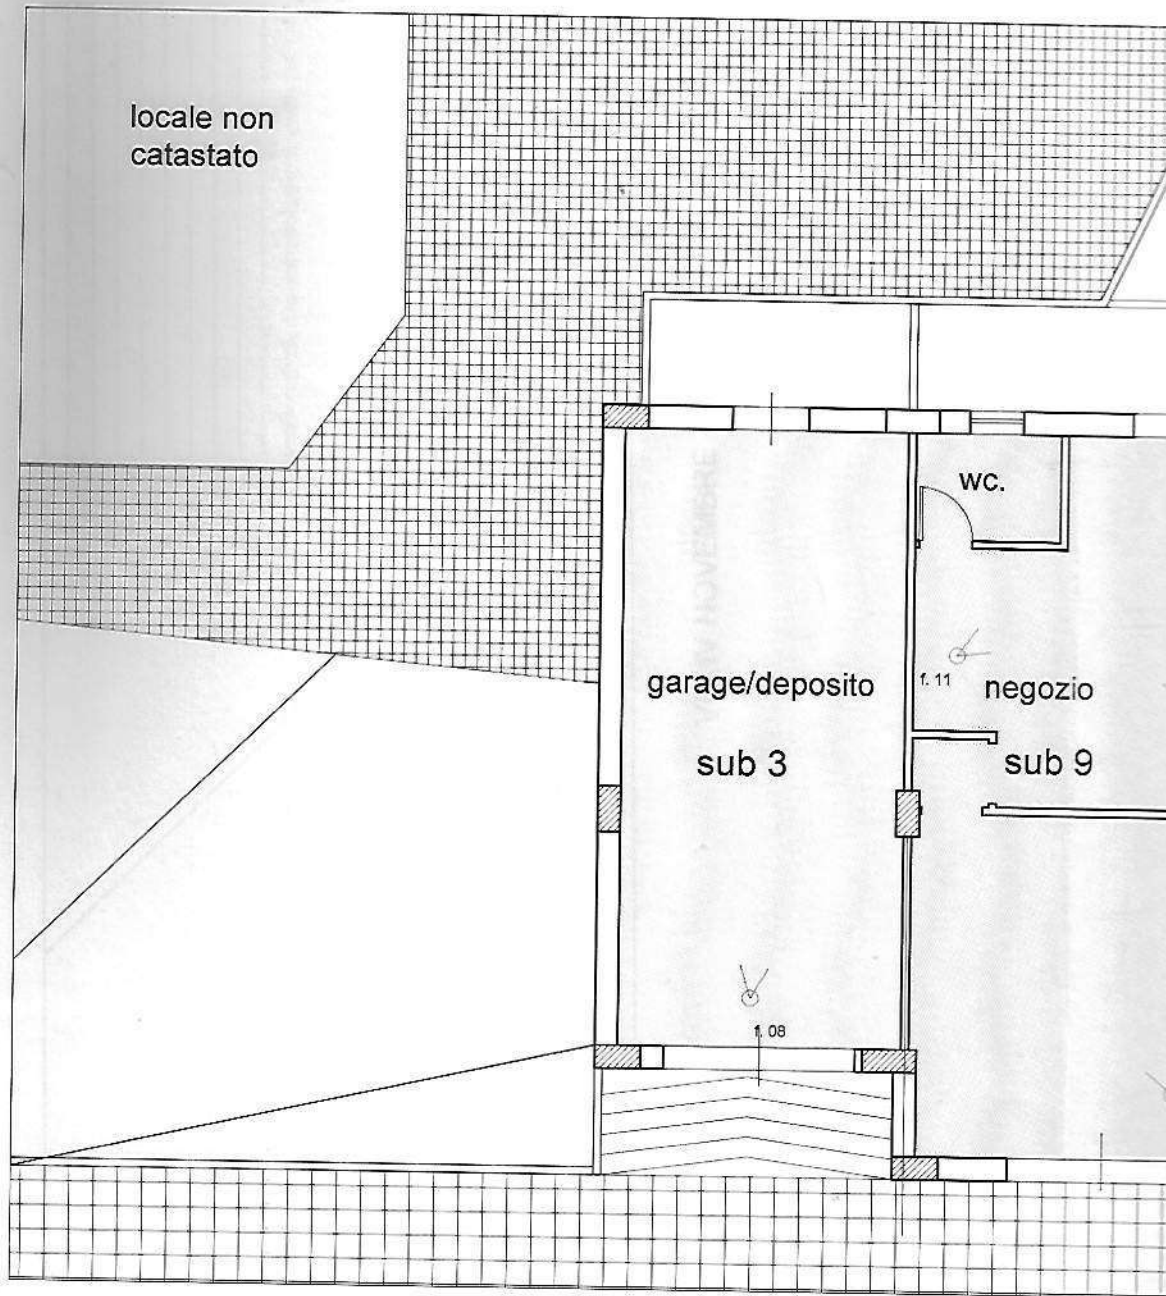 locale non
catastato
wc.
garage/deposito
f. 11
negozio
sub 3
sub 9
f. 08